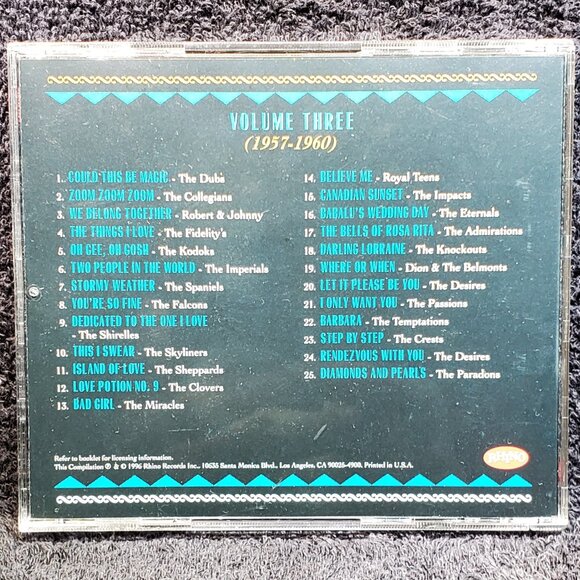 VOLUME THREE
(1957-1960)
1. COULD THIS BE MAGIC - The Dubs
2. ZOOM ZOOM ZOOM - The Collegians
3. WE BELONG TOGETHER - Robert & Johnny
4. THE THINGS I LOVE - The Fidelity's
5. OH GEE, OH GOSH - The Kodoks
6. TWO PEOPLE IN THE WORLD - The Imperials
7. STORMY WEATHER - The Spaniels
8. YOU'RE SO FINE - The Falcons
9. DEDICATED TO THE ONE I LOVE
- The Shirelles
10. THIS I SWEAR - The Skyliners
11. ISLAND OF LOVE - The Sheppards
12. LOVE POTION NO. 9 - The Clovers
13. BAD GIRL - The Miracles
14. BELIEVE ME - Royal Teens
15. CANADIAN SUNSET - The Impacts
16. BABALU'S WEDDING DAY - The Eternals
17. THE BELLS OF ROSA RITA - The Admirations
18. DARLING LORRAINE - The Knockouts
19. WHERE OR WHEN - Dion & The Belmonts
20. LET IT PLEASE BE YOU - The Desires
21. I ONLY WANT YOU - The Passions
22. BARBARA - The Temptations
23. STEP BY STEP - The Crests
24. RENDEZVOUS WITH YOU - The Desires
25. DIAMONDS AND PEARLS - The Paradons
Refer to booklet for licensing information.
This Compilation ℗ & © 1996 Rhino Records Inc., 10635 Santa Monica Blvd., Los Angeles, CA 90025-4900. Printed in U.S.A.
RHINO